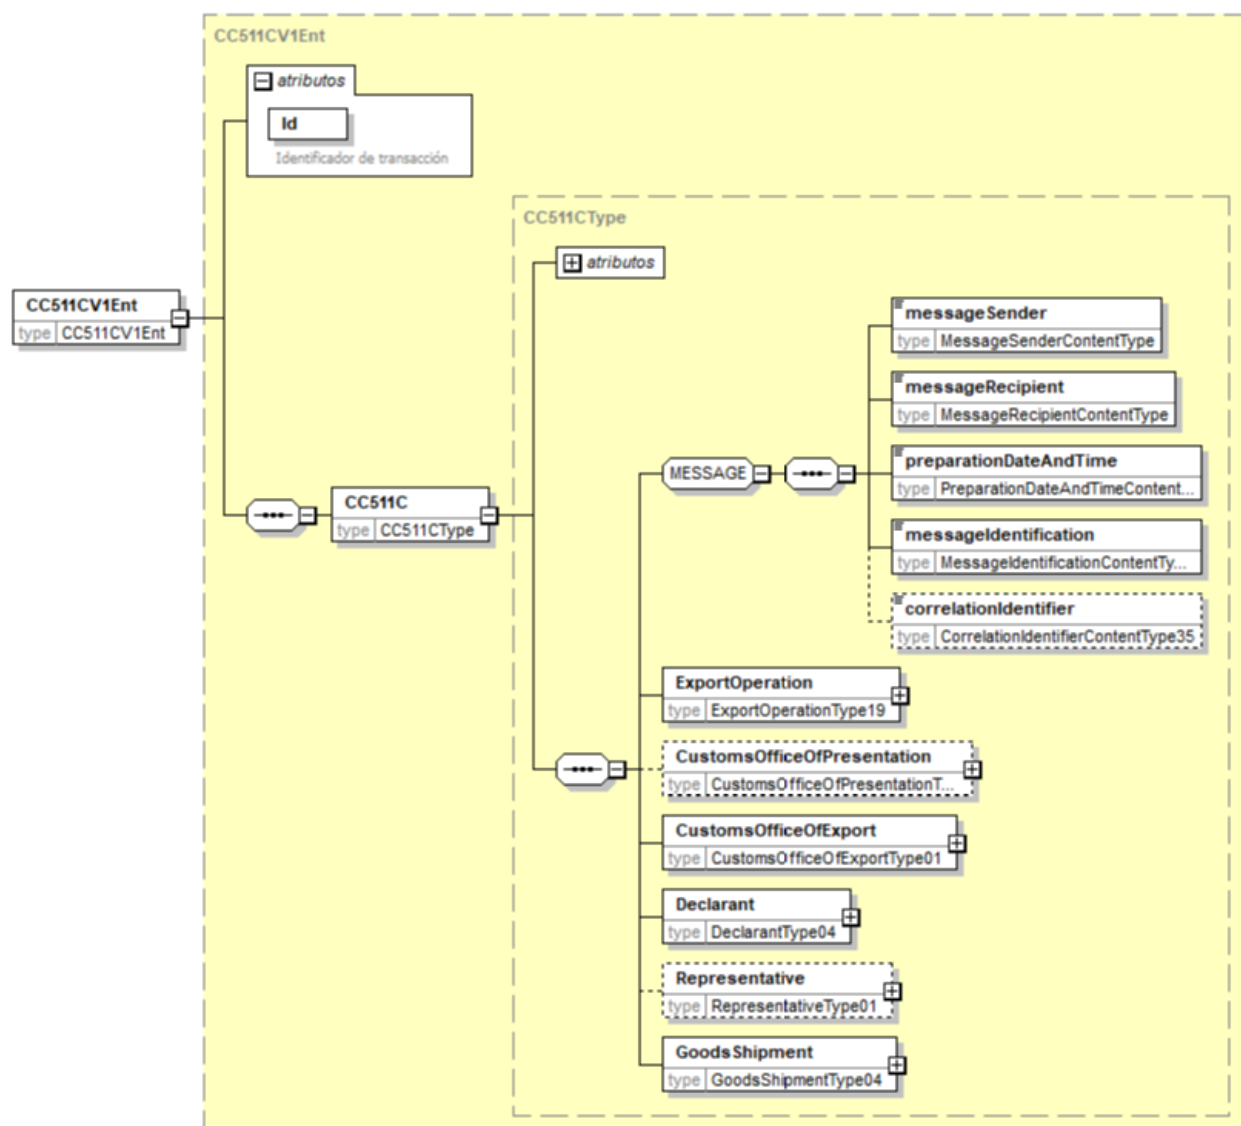 CC511CV1Ent
atributos
Id
Identificador de transacción
CC511CType
atributos
CC511CV1Ent
type CC511CV1Ent
messageSender
type MessageSenderContentType
messageRecipient
type MessageRecipientContentType
MESSAGE
preparationDateAndTime
type PreparationDateAndTimeContent...
CC511C
type CC511CType
messageIdentification
type MessageIdentificationContentTy...
correlationIdentifier
type CorrelationIdentifierContentType35
ExportOperation
type ExportOperationType19
CustomsOfficeOfPresentation
type CustomsOfficeOfPresentationT...
CustomsOfficeOfExport
type CustomsOfficeOfExportType01
Declarant
type DeclarantType04
Representative
type RepresentativeType01
GoodsShipment
type GoodsShipmentType04